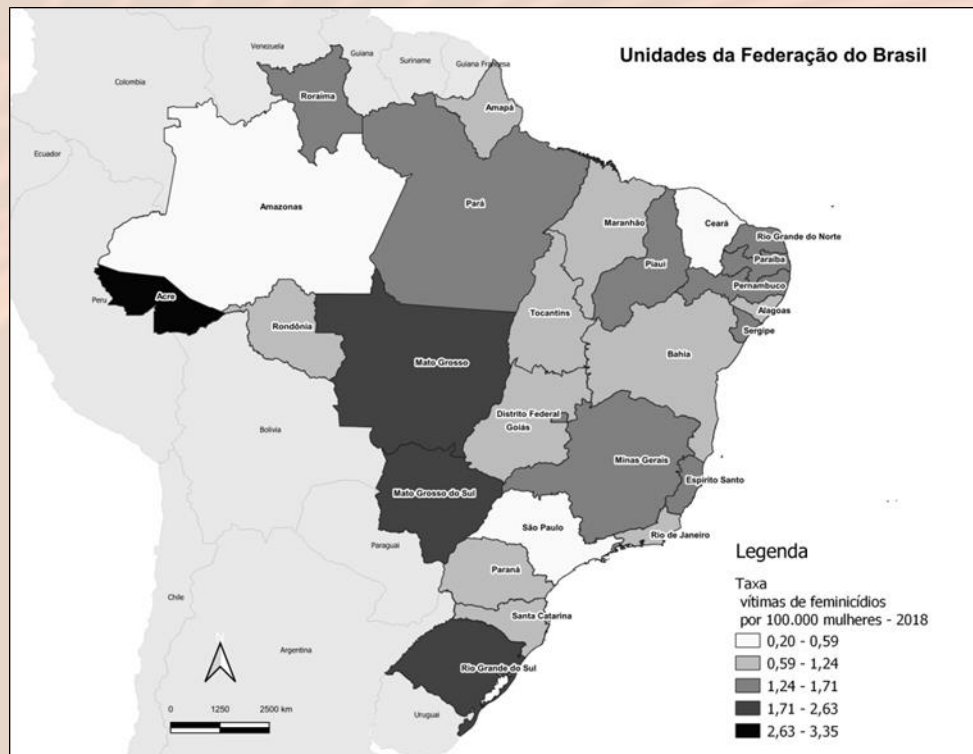 Unidades da Federação do Brasil
Venezuela
Guiana
Suriname
Guiana Francesa
Colombia
Roraima
Amapá
Ecuador
Amazonas
Pará
Maranhão
Ceará
Rio Grande do Norte
Piauí
Paraíba
Pernambuco
Peru
Acre
Alagoas
Rondônia
Tocantins
Sergipe
Bahia
Mato Grosso
Distrito Federal
Goiás
Bolivia
Minas Gerais
Espírito Santo
Mato Grosso do Sul
São Paulo
Rio de Janeiro
Paraguai
Paraná
Chile
Santa Catarina
Argentina
Rio Grande do Sul
Uruguai
N
0 1250 2500 km
Legenda
Taxa
vítimas de feminicídios
por 100.000 mulheres - 2018
0,20 - 0,59
0,59 - 1,24
1,24 - 1,71
1,71 - 2,63
2,63 - 3,35